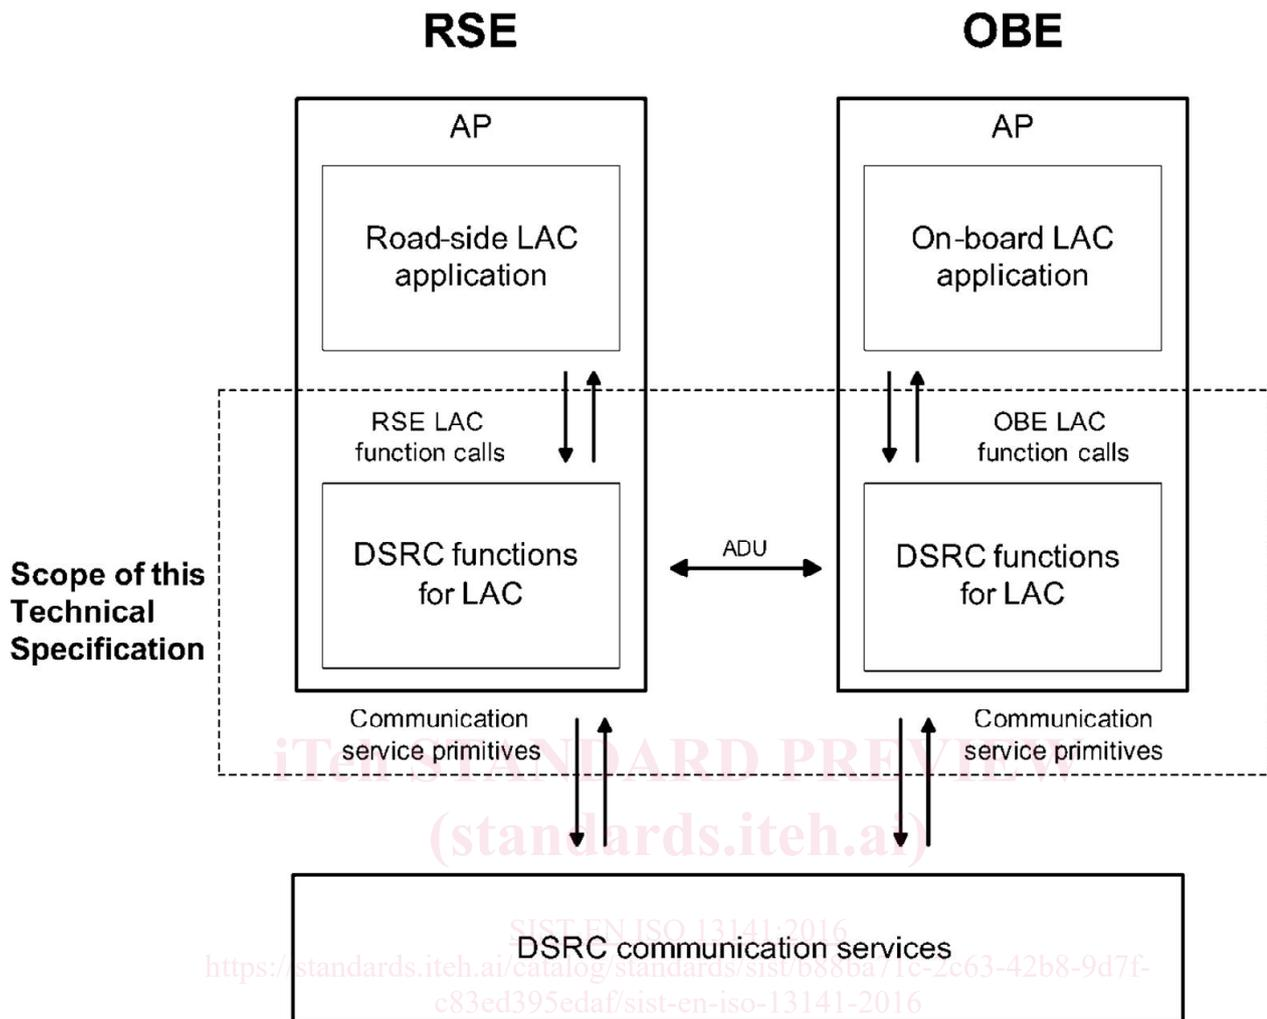 RSE
OBE
AP
AP
Road-side LAC
application
On-board LAC
application
RSE LAC
function calls
OBE LAC
function calls
DSRC functions
for LAC
ADU
DSRC functions
for LAC
Scope of this
Technical
Specification
Communication
service primitives
Communication
service primitives
iTeh STANDARD PREVIEW
(standards.iteh.ai)
SIST EN ISO 13141:2016
DSRC communication services
https://standards.iteh.ai/catalog/standards/sist/b88ba71c-2c63-42b8-9d7f-
c83ed395edaf/sist-en-iso-13141-2016